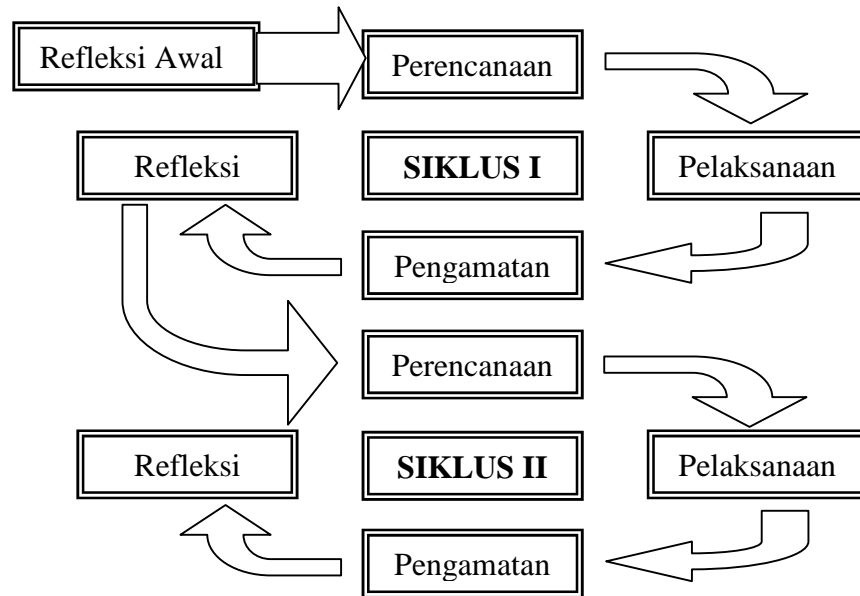 Refleksi Awal
Perencanaan
Refleksi
SIKLUS I
Pelaksanaan
Pengamatan
Perencanaan
Refleksi
SIKLUS II
Pelaksanaan
Pengamatan